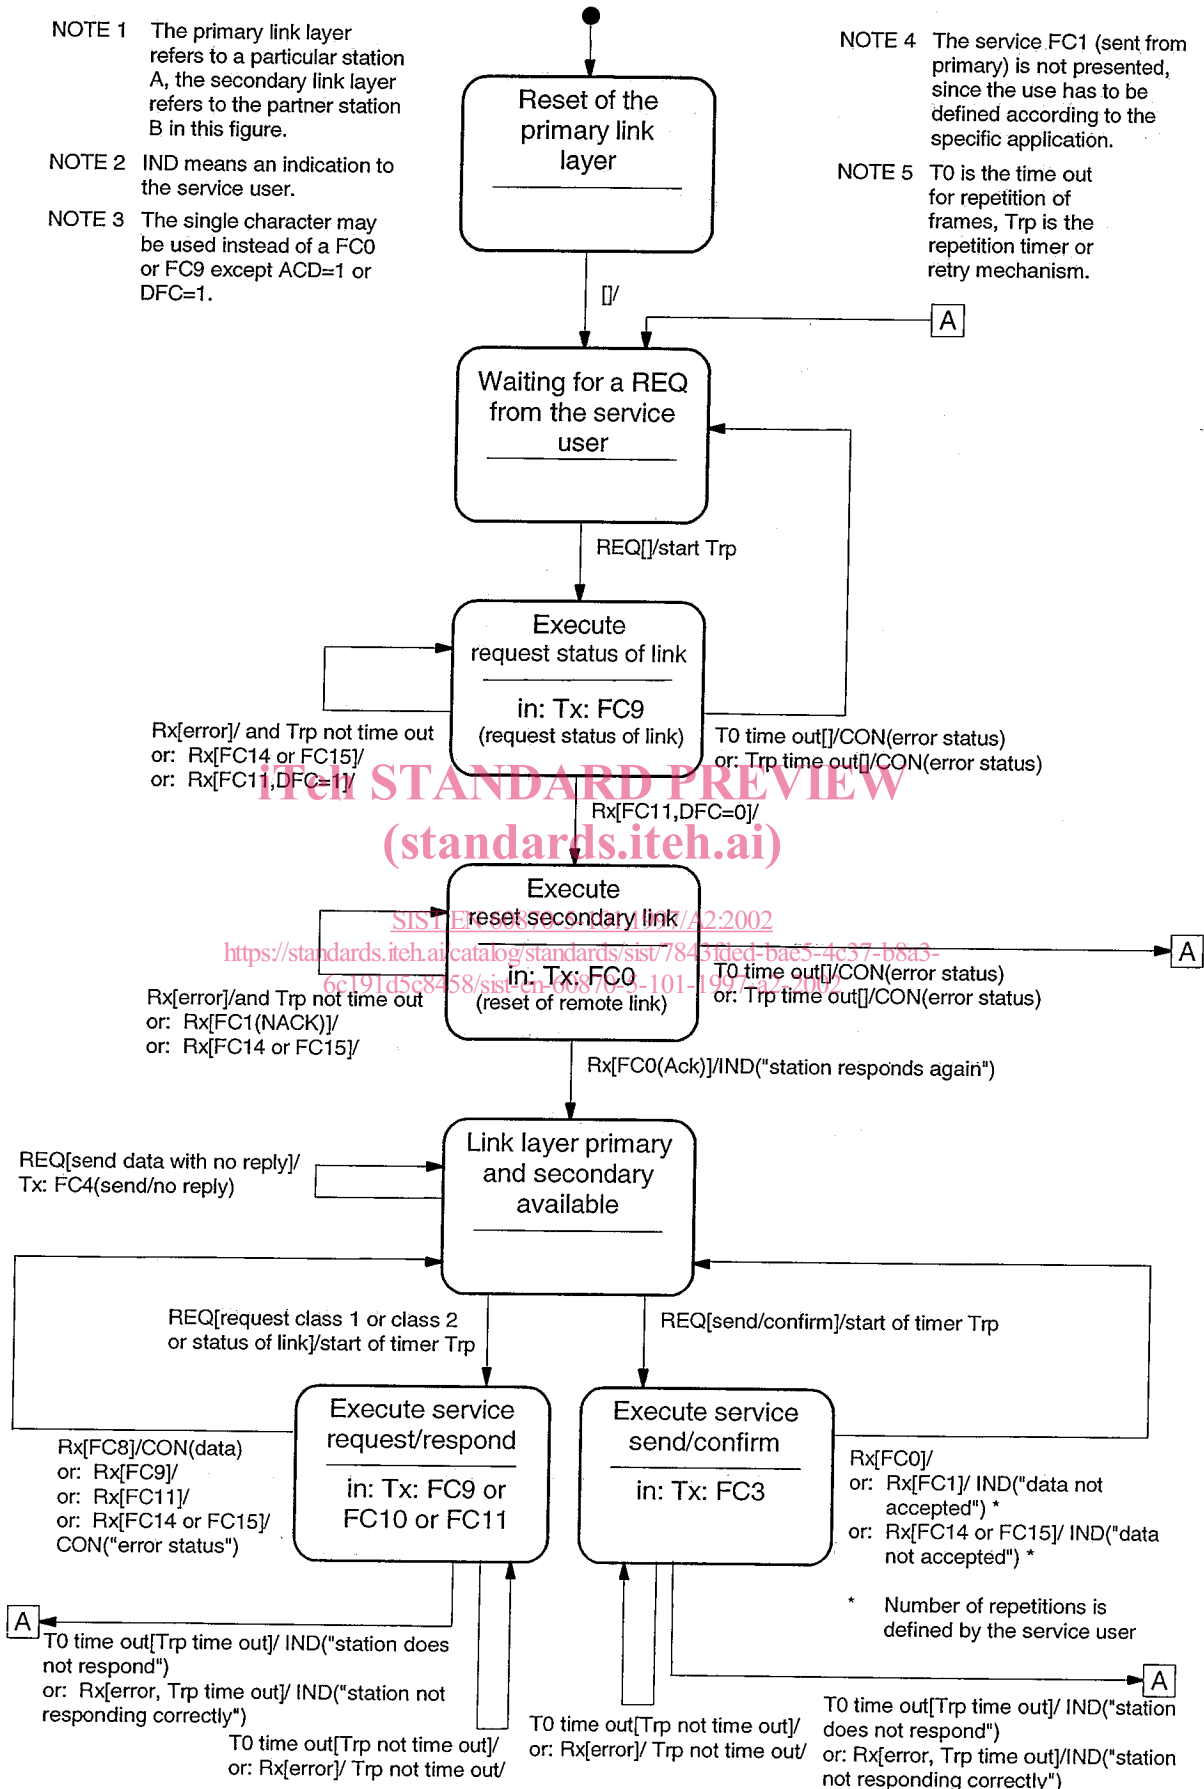 NOTE 1 The primary link layer
refers to a particular station
A, the secondary link layer
refers to the partner station
B in this figure.
NOTE 2 IND means an indication to
the service user.
NOTE 3 The single character may
be used instead of a FC0
or FC9 except ACD=1 or
DFC=1.
NOTE 4 The service FC1 (sent from
primary) is not presented,
since the use has to be
defined according to the
specific application.
NOTE 5 T0 is the time out
for repetition of
frames, Trp is the
repetition timer or
retry mechanism.
Reset of the
primary link
layer
[]/
A
Waiting for a REQ
from the service
user
REQ[]/start Trp
Execute
request status of link
in: Tx: FC9
(request status of link)
Rx[error]/ and Trp not time out
or: Rx[FC14 or FC15]/
or: Rx[FC11,DFC=1]/
T0 time out[]/CON(error status)
or: Trp time out[]/CON(error status)
iTeh STANDARD PREVIEW
Rx[FC11,DFC=0]/
(standards.iteh.ai)
Execute
reset secondary link
SIST EN 60870-5-101:1997/A2:2002
https://standards.iteh.ai/catalog/standards/sist/7843fded-bae5-4c37-b8a3-
6c191d5c8458/sist-en-60870-5-101-1997-a2-2002
in: Tx: FC0
(reset of remote link)
A
T0 time out[]/CON(error status)
or: Trp time out[]/CON(error status)
Rx[error]/and Trp not time out
or: Rx[FC1(NACK)]/
or: Rx[FC14 or FC15]/
Rx[FC0(Ack)]/IND("station responds again")
Link layer primary
and secondary
available
REQ[send data with no reply]/
Tx: FC4(send/no reply)
REQ[request class 1 or class 2
or status of link]/start of timer Trp
REQ[send/confirm]/start of timer Trp
Execute service
request/respond
in: Tx: FC9 or
FC10 or FC11
Execute service
send/confirm
in: Tx: FC3
Rx[FC8]/CON(data)
or: Rx[FC9]/
or: Rx[FC11]/
or: Rx[FC14 or FC15]/
CON("error status")
Rx[FC0]/
or: Rx[FC1]/ IND("data not
accepted") *
or: Rx[FC14 or FC15]/ IND("data
not accepted") *
* Number of repetitions is
defined by the service user
A
T0 time out[Trp time out]/ IND("station does
not respond")
or: Rx[error, Trp time out]/ IND("station not
responding correctly")
T0 time out[Trp not time out]/
or: Rx[error]/ Trp not time out/
T0 time out[Trp not time out]/
or: Rx[error]/ Trp not time out/
A
T0 time out[Trp time out]/ IND("station
does not respond")
or: Rx[error, Trp time out]/IND("station
not responding correctly")